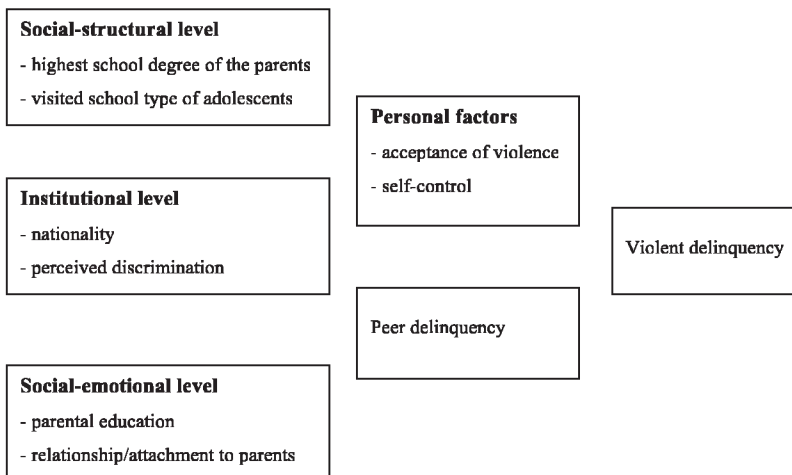 Social-structural level
- highest school degree of the parents
- visited school type of adolescents
Institutional level
- nationality
- perceived discrimination
Social-emotional level
- parental education
- relationship/attachment to parents
Personal factors
- acceptance of violence
- self-control
Peer delinquency
Violent delinquency